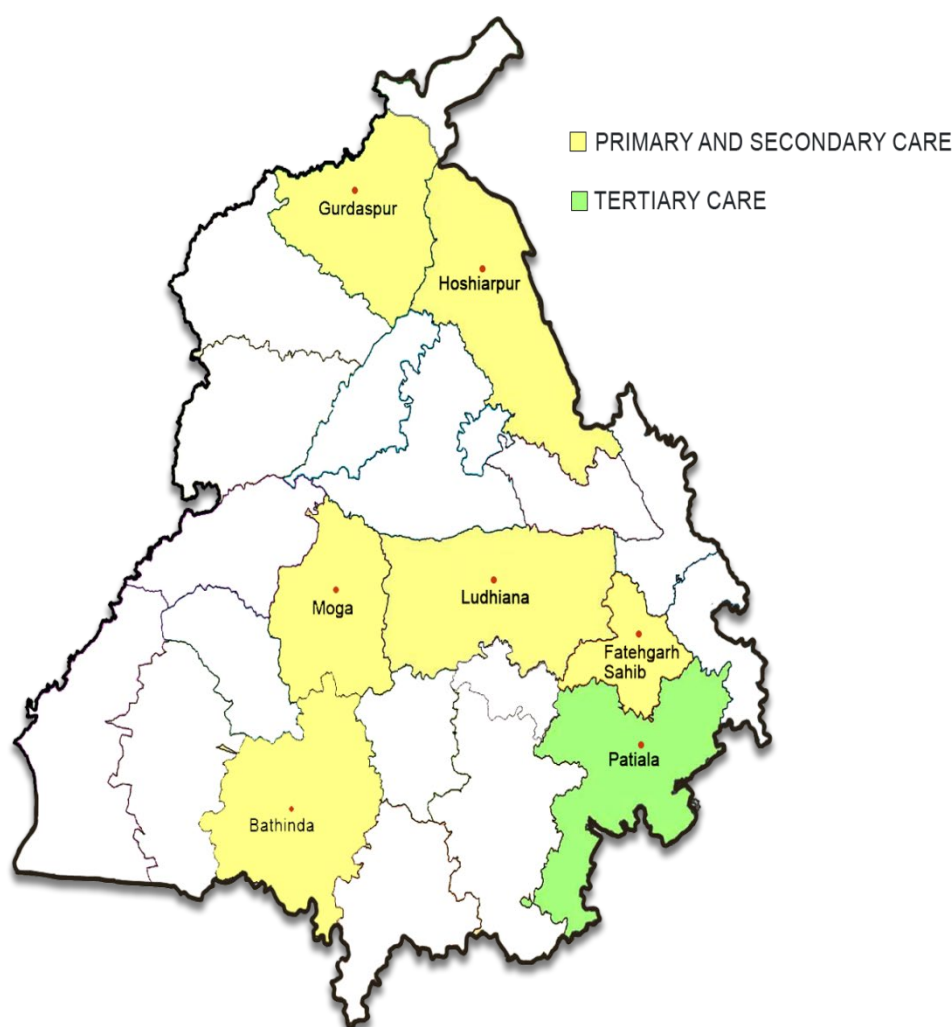 PRIMARY AND SECONDARY CARE
TERTIARY CARE
Gurdaspur
Hoshiarpur
Moga
Ludhiana
Fatehgarh
Sahib
Patiala
Bathinda